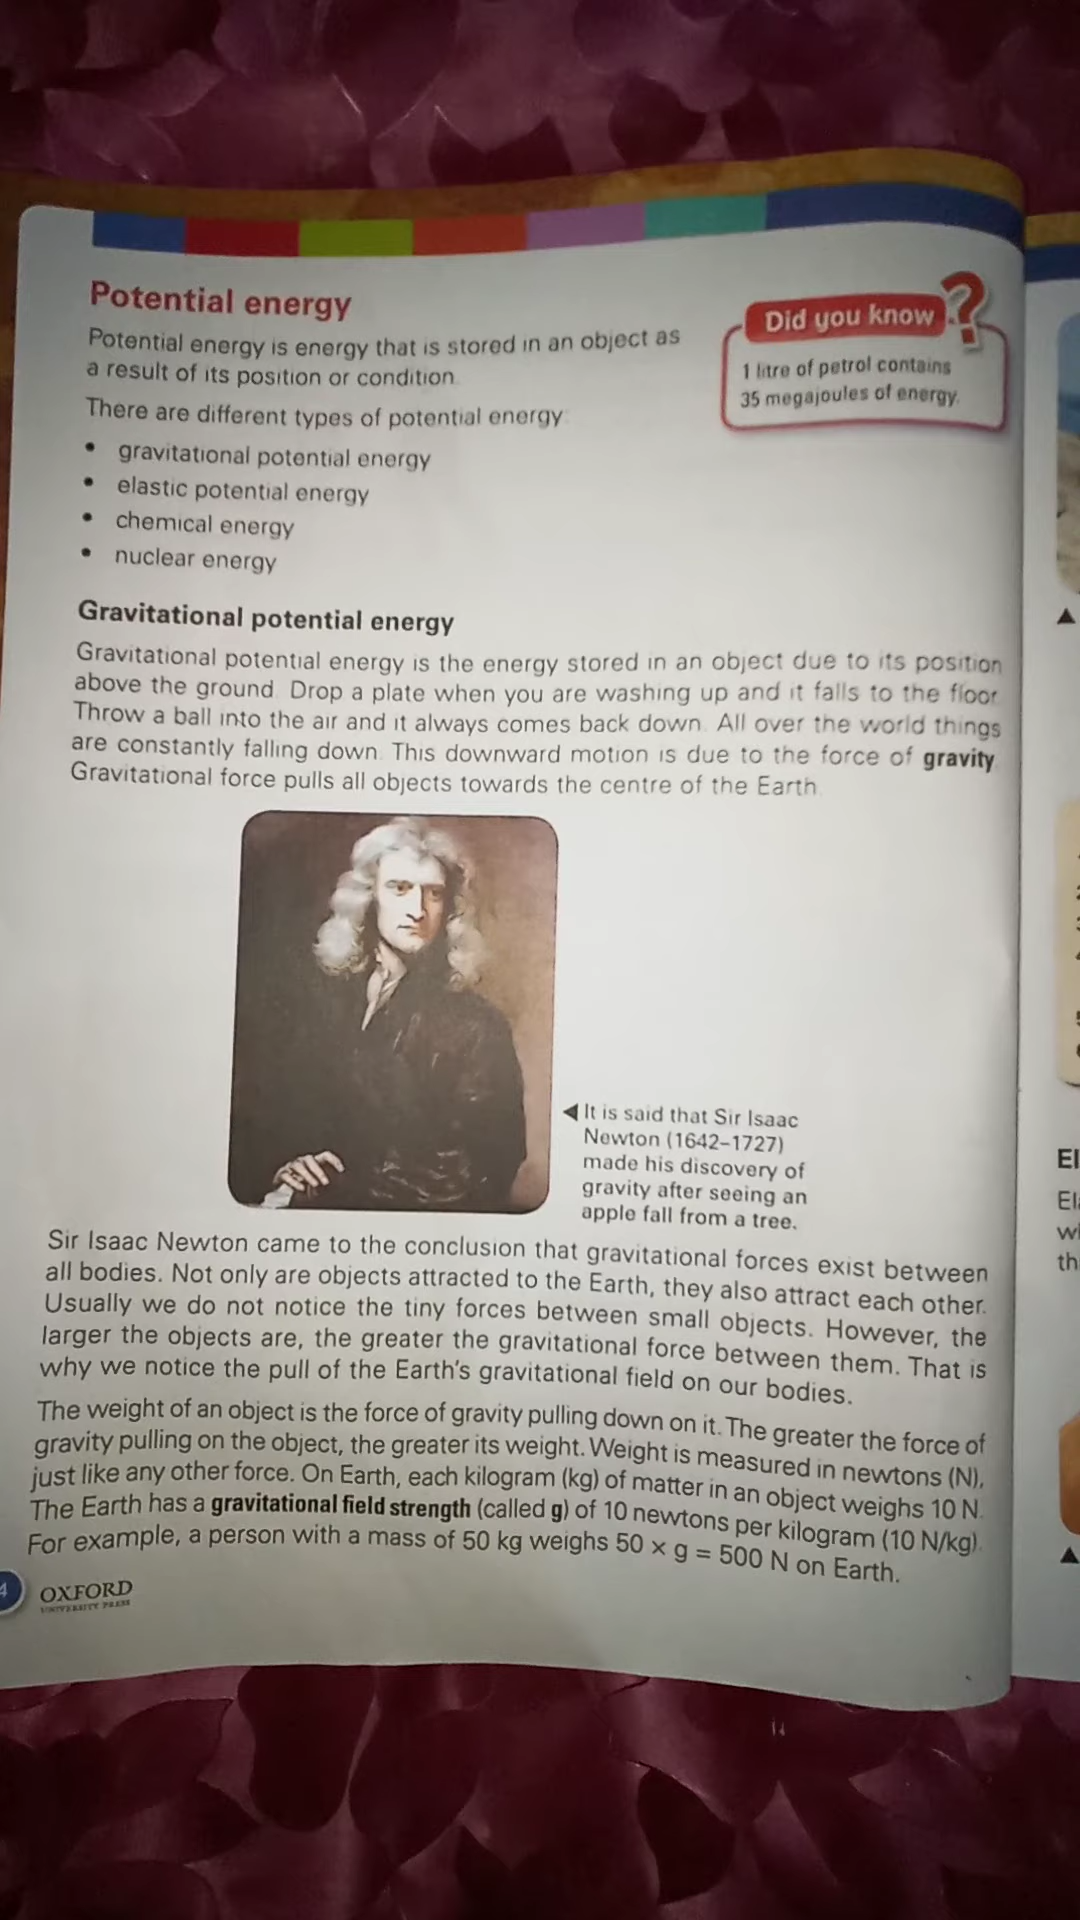 Potential energy
Potential energy is energy that is stored in an object as
a result of its position or condition.
There are different types of potential energy:
• gravitational potential energy
• elastic potential energy
• chemical energy
• nuclear energy
Did you know ?
1 litre of petrol contains
35 megajoules of energy.
Gravitational potential energy
Gravitational potential energy is the energy stored in an object due to its position
above the ground. Drop a plate when you are washing up and it falls to the floor.
Throw a ball into the air and it always comes back down. All over the world things
are constantly falling down. This downward motion is due to the force of gravity.
Gravitational force pulls all objects towards the centre of the Earth.
◀ It is said that Sir Isaac
Newton (1642–1727)
made his discovery of
gravity after seeing an
apple fall from a tree.
Sir Isaac Newton came to the conclusion that gravitational forces exist between
all bodies. Not only are objects attracted to the Earth, they also attract each other.
Usually we do not notice the tiny forces between small objects. However, the
larger the objects are, the greater the gravitational force between them. That is
why we notice the pull of the Earth's gravitational field on our bodies.
The weight of an object is the force of gravity pulling down on it. The greater the force of
gravity pulling on the object, the greater its weight. Weight is measured in newtons (N),
just like any other force. On Earth, each kilogram (kg) of matter in an object weighs 10 N.
The Earth has a gravitational field strength (called g) of 10 newtons per kilogram (10 N/kg).
For example, a person with a mass of 50 kg weighs 50 × g = 500 N on Earth.
4
OXFORD
UNIVERSITY PRESS
El
El
wi
th